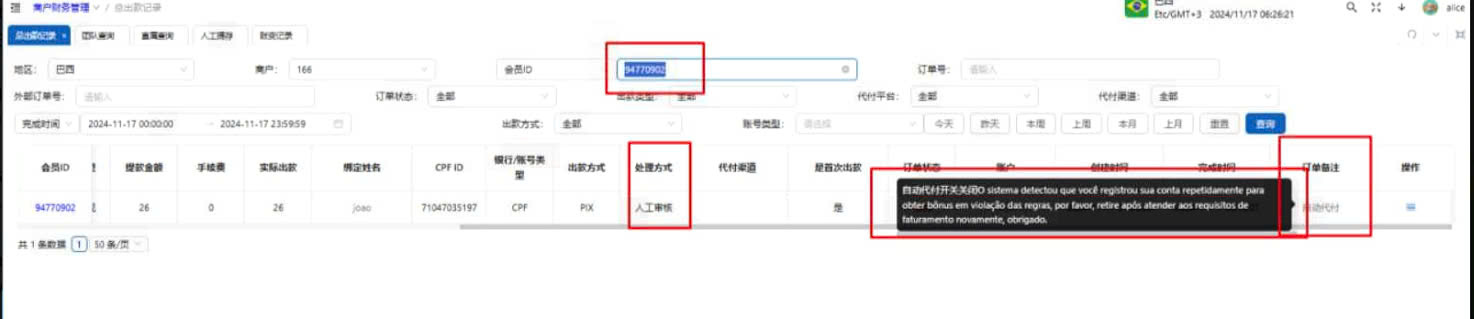 商户财务管理 / 总出款记录
巴西
Etc/GMT+3 2024/11/17 06:26:21
alice
总出款记录 × 团队查询 直属查询 人工提存 账变记录
地区: 巴西 商户: 166 会员ID 94770902 订单号: 请输入
外部订单号: 请输入 订单状态: 全部 出款类型: 全部 代付平台: 全部 代付渠道: 全部
完成时间 2024-11-17 00:00:00 → 2024-11-17 23:59:59 出款方式: 全部 账号类型: 请选择 今天 昨天 本周 上周 本月 上月 重置 查询
会员ID 提款金额 手续费 实际出款 绑定姓名 CPF ID 银行/账号类型 出款方式 处理方式 代付渠道 是首次出款 订单状态 账户 创建时间 完成时间 订单备注 操作
自动代付开关关闭O sistema detectou que você registrou sua conta repetidamente para
obter bônus em violação das regras, por favor, retire após atender aos requisitos de
faturamento novamente, obrigado.
94770902 26 0 26 joao 71047035197 CPF PIX 人工审核 是 自动代付
共 1 条数据 1 50 条/页